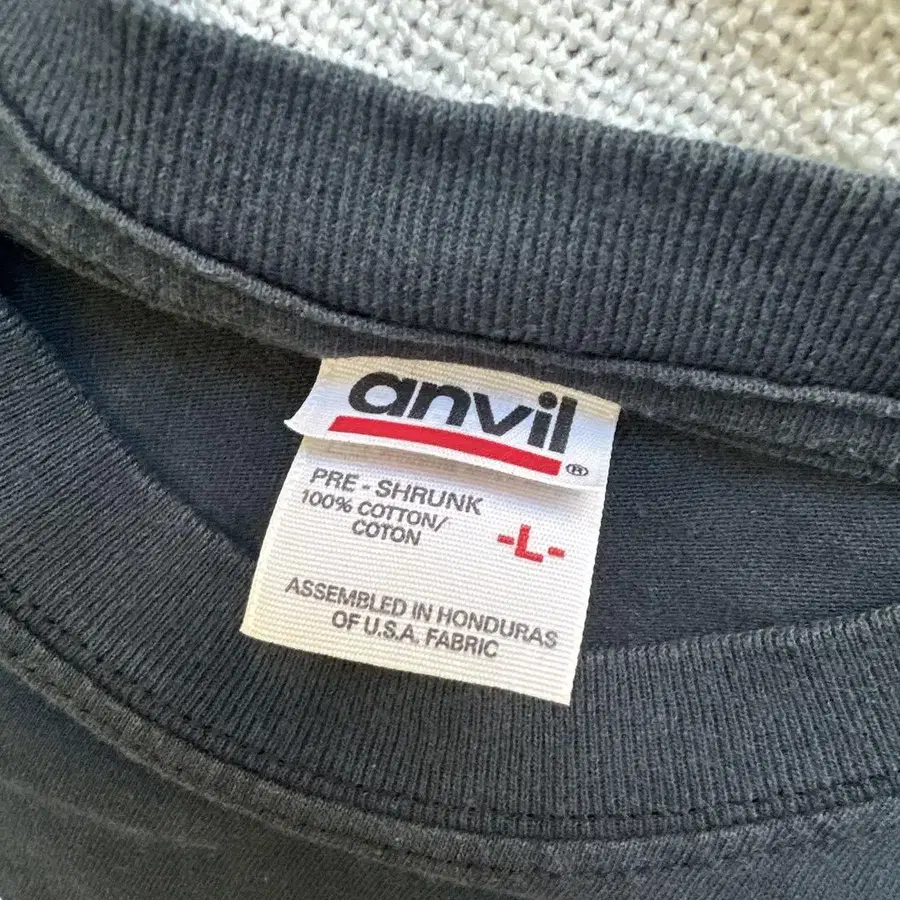 anvil®
PRE - SHRUNK
100% COTTON/
COTON
-L-
ASSEMBLED IN HONDURAS
OF U.S.A. FABRIC